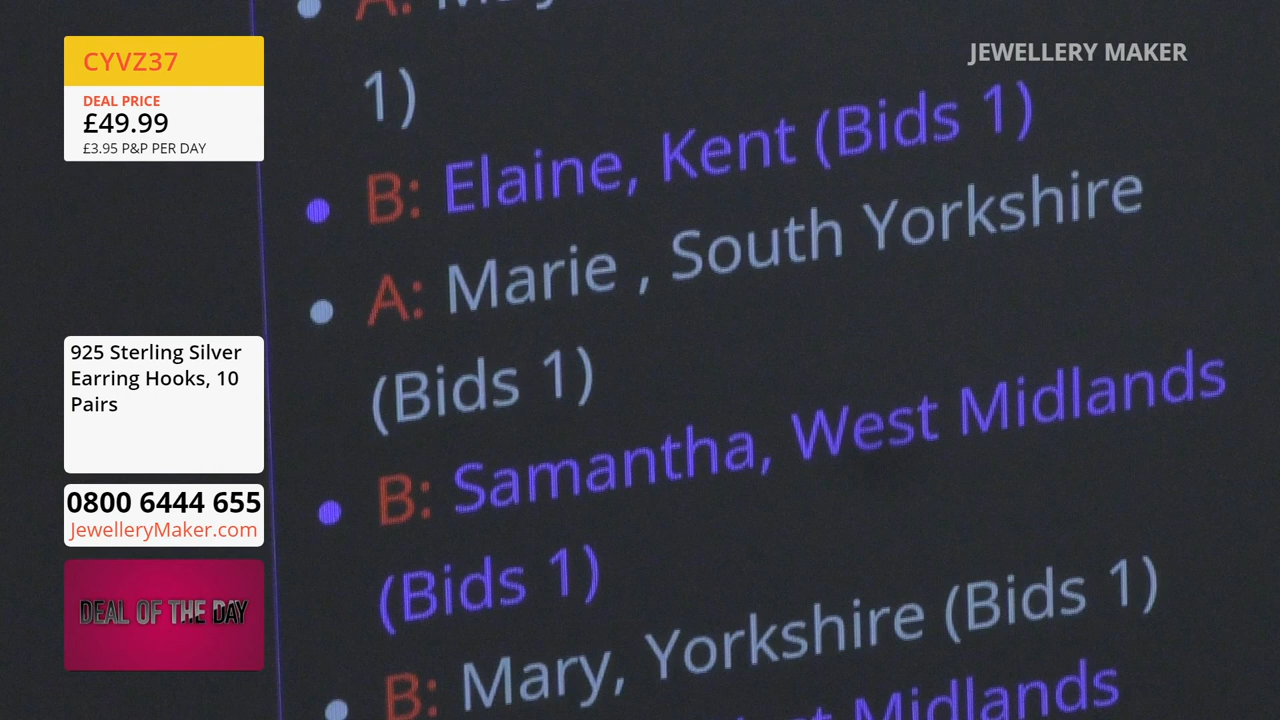 CYVZ37
DEAL PRICE
£49.99
£3.95 P&P PER DAY
925 Sterling Silver
Earring Hooks, 10
Pairs
0800 6444 655
JewelleryMaker.com
DEAL OF THE DAY
JEWELLERY MAKER
A:
1)
B: Elaine, Kent (Bids 1)
A: Marie , South Yorkshire
(Bids 1)
B: Samantha, West Midlands
(Bids 1)
B: Mary, Yorkshire (Bids 1)
Midlands